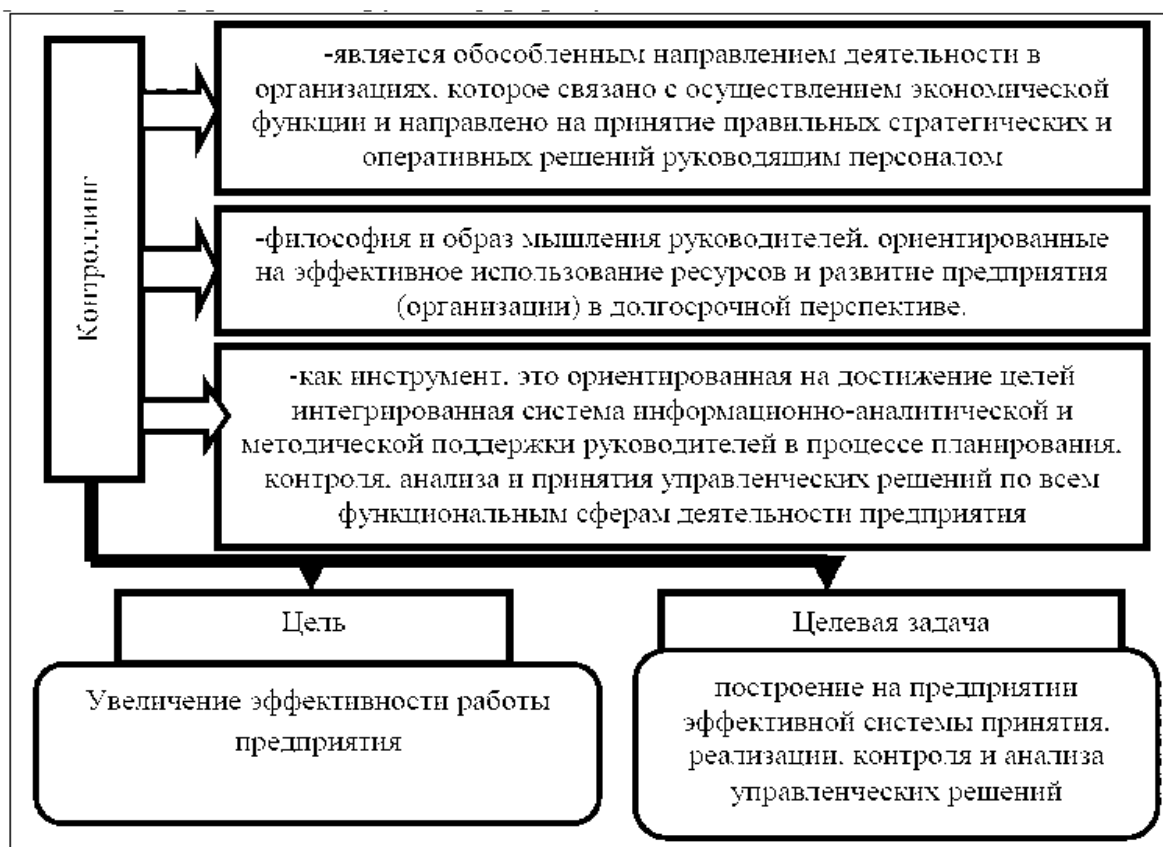 Контроллинг
-является обособленным направлением деятельности в
организациях, которое связано с осуществлением экономической
функции и направлено на принятие правильных стратегических и
оперативных решений руководящим персоналом
-философия и образ мышления руководителей, ориентированные
на эффективное использование ресурсов и развитие предприятия
(организации) в долгосрочной перспективе.
-как инструмент, это ориентированная на достижение целей
интегрированная система информационно-аналитической и
методической поддержки руководителей в процессе планирования,
контроля, анализа и принятия управленческих решений по всем
функциональным сферам деятельности предприятия
Цель
Увеличение эффективности работы
предприятия
Целевая задача
построение на предприятии
эффективной системы принятия,
реализации, контроля и анализа
управленческих решений